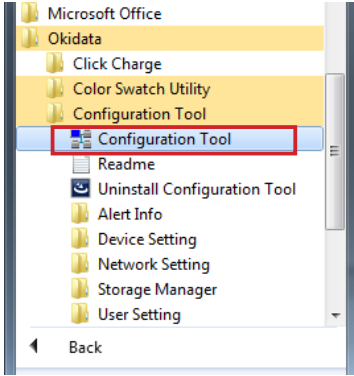 Microsoft Office
Okidata
Click Charge
Color Swatch Utility
Configuration Tool
Configuration Tool
Readme
Uninstall Configuration Tool
Alert Info
Device Setting
Network Setting
Storage Manager
User Setting
Back